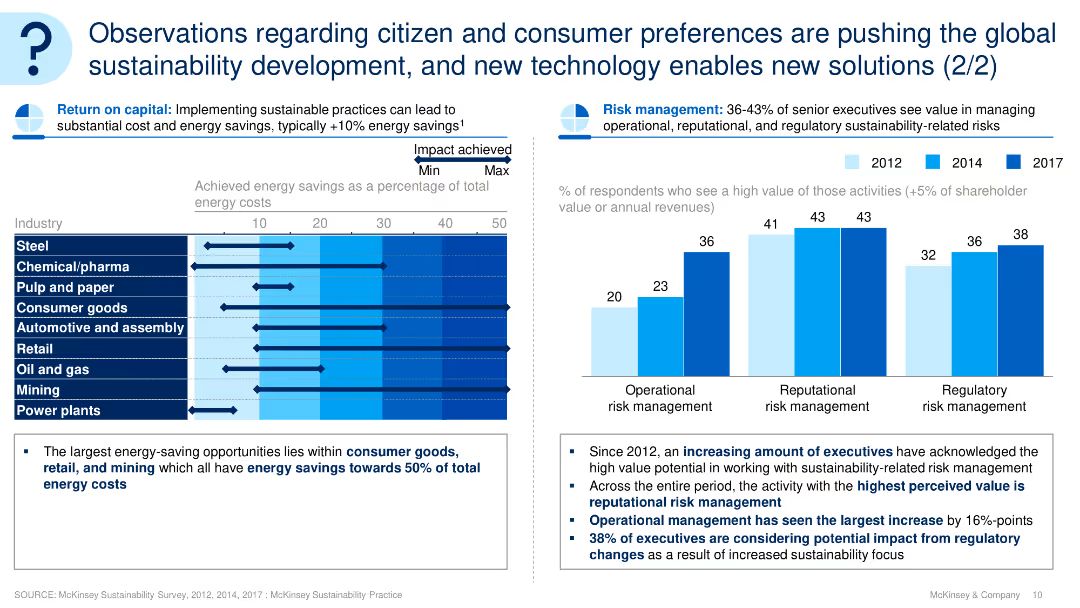 ?
Observations regarding citizen and consumer preferences are pushing the global
sustainability development, and new technology enables new solutions (2/2)
Return on capital: Implementing sustainable practices can lead to
substantial cost and energy savings, typically +10% energy savings¹
Impact achieved
Min Max
Achieved energy savings as a percentage of total
energy costs
Industry 10 20 30 40 50
Steel
Chemical/pharma
Pulp and paper
Consumer goods
Automotive and assembly
Retail
Oil and gas
Mining
Power plants
▪ The largest energy-saving opportunities lies within consumer goods,
retail, and mining which all have energy savings towards 50% of total
energy costs
Risk management: 36-43% of senior executives see value in managing
operational, reputational, and regulatory sustainability-related risks
2012 2014 2017
% of respondents who see a high value of those activities (+5% of shareholder
value or annual revenues)
20 23 36 41 43 43 32 36 38
Operational
risk management
Reputational
risk management
Regulatory
risk management
▪ Since 2012, an increasing amount of executives have acknowledged the
high value potential in working with sustainability-related risk management
▪ Across the entire period, the activity with the highest perceived value is
reputational risk management
▪ Operational management has seen the largest increase by 16%-points
▪ 38% of executives are considering potential impact from regulatory
changes as a result of increased sustainability focus
SOURCE: McKinsey Sustainability Survey, 2012, 2014, 2017 ; McKinsey Sustainability Practice
McKinsey & Company 10